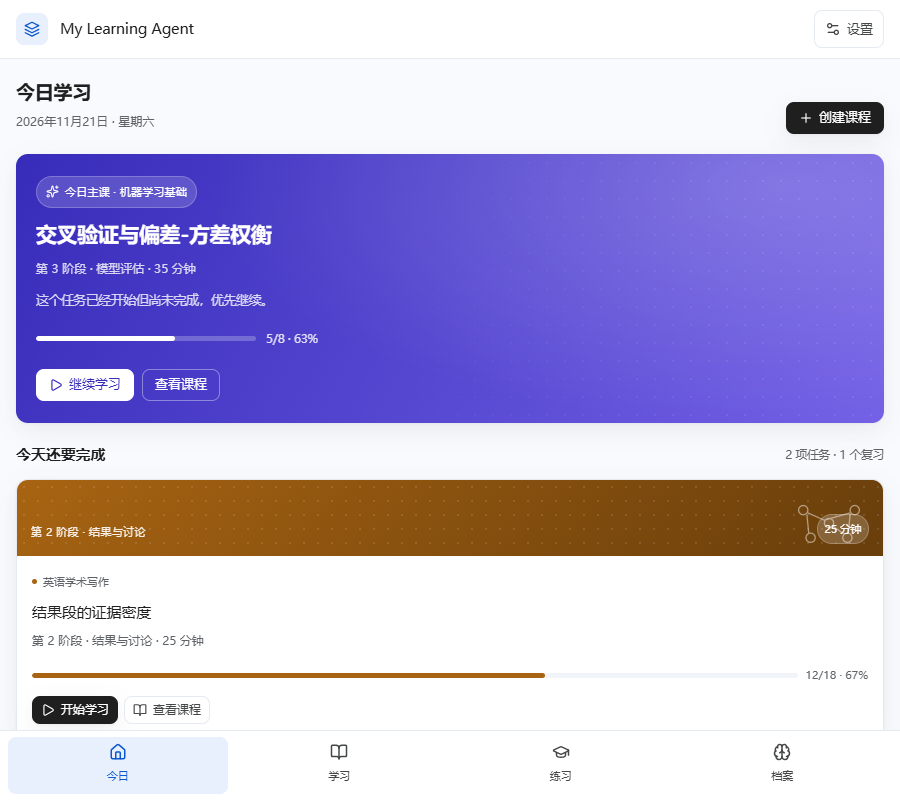 My Learning Agent
设置
今日学习
2026年11月21日 · 星期六
创建课程
今日主课 · 机器学习基础
交叉验证与偏差-方差权衡
第 3 阶段 · 模型评估 · 35 分钟
这个任务已经开始但尚未完成，优先继续。
5/8 · 63%
继续学习
查看课程
今天还要完成
2 项任务 · 1 个复习
第 2 阶段 · 结果与讨论
25 分钟
英语学术写作
结果段的证据密度
第 2 阶段 · 结果与讨论 · 25 分钟
12/18 · 67%
开始学习
查看课程
今日
学习
练习
档案